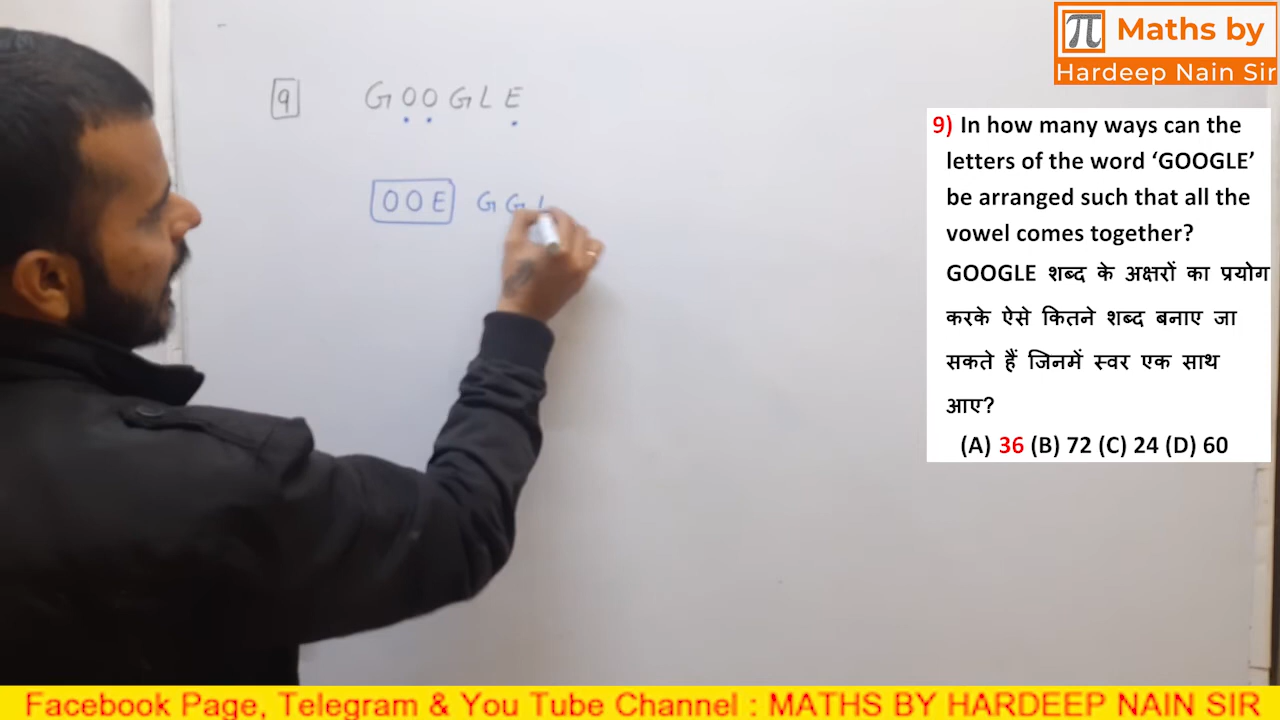 Maths by
Hardeep Nain Sir
9 GOOGLE
OOE GGL
9) In how many ways can the
letters of the word ‘GOOGLE’
be arranged such that all the
vowel comes together?
GOOGLE शब्द के अक्षरों का प्रयोग
करके ऐसे कितने शब्द बनाए जा
सकते हैं जिनमें स्वर एक साथ
आए?
(A) 36 (B) 72 (C) 24 (D) 60
Facebook Page, Telegram & You Tube Channel : MATHS BY HARDEEP NAIN SIR